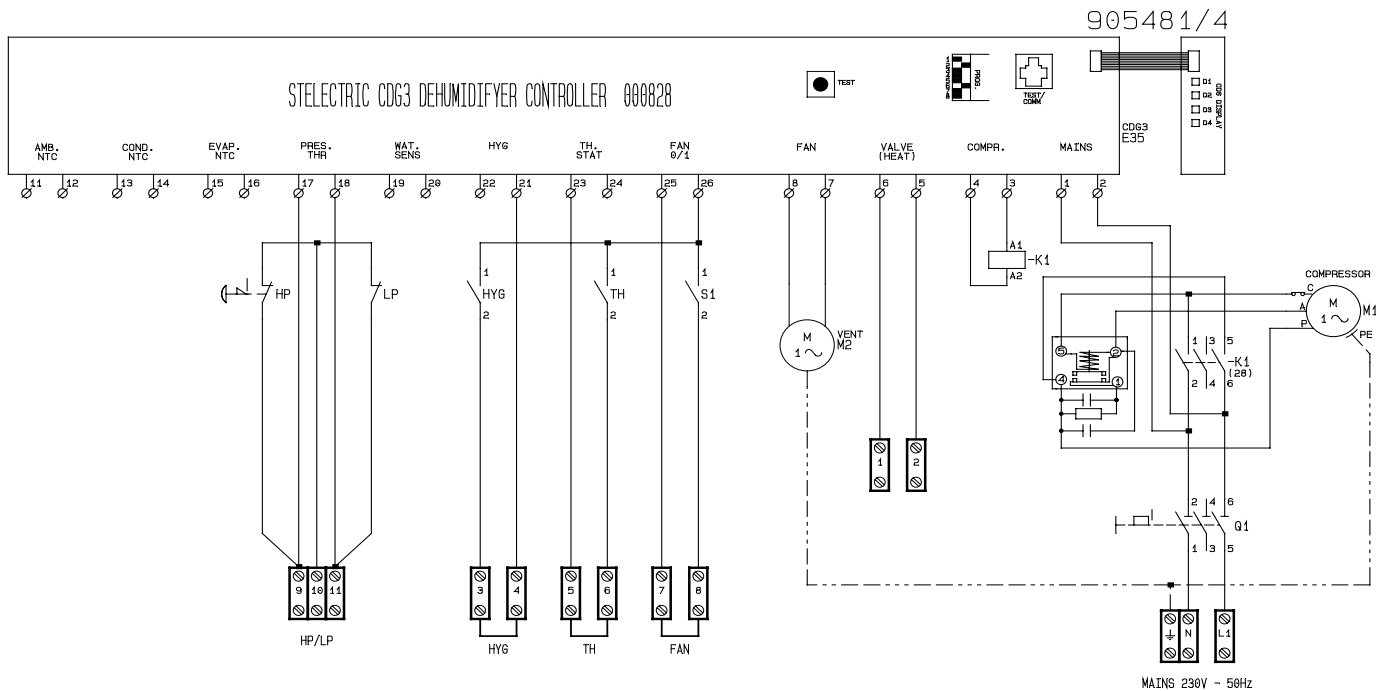 905481/4
STELECTRIC CDG3 DEHUMIDIFYER CONTROLLER 000828
TEST
PROG.
TEST/
COMM
D1
D2
D3
D4
CDS DISPLAY
CDG3
E35
AMB.
NTC
COND.
NTC
EVAP.
NTC
PRES.
THR
WAT.
SENS
HYG
TH.
STAT
FAN
0/1
FAN
VALVE
(HEAT)
COMPR.
MAINS
11 12 13 14 15 16 17 18 19 20 22 21 23 24 25 26 8 7 6 5 4 3 1 2
HP
LP
1
HYG
2
1
TH
2
1
S1
2
A1
-K1
A2
COMPRESSOR
C
A
P
M
1
M1
PE
M
1
VENT
M2
5 2
4 1
1 3 5
-K1
(28)
2 4 6
1
2
2 4 6
Q1
1 3 5
9 10 11
HP/LP
3 4
HYG
5 6
TH
7 8
FAN
N L1
MAINS 230V - 50Hz